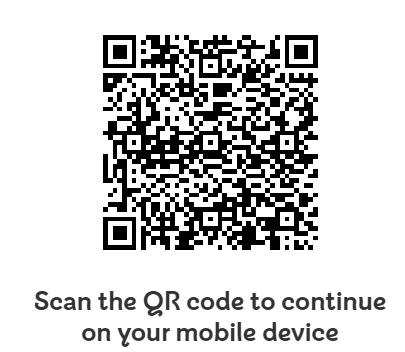 Scan the QR code to continue
on your mobile device